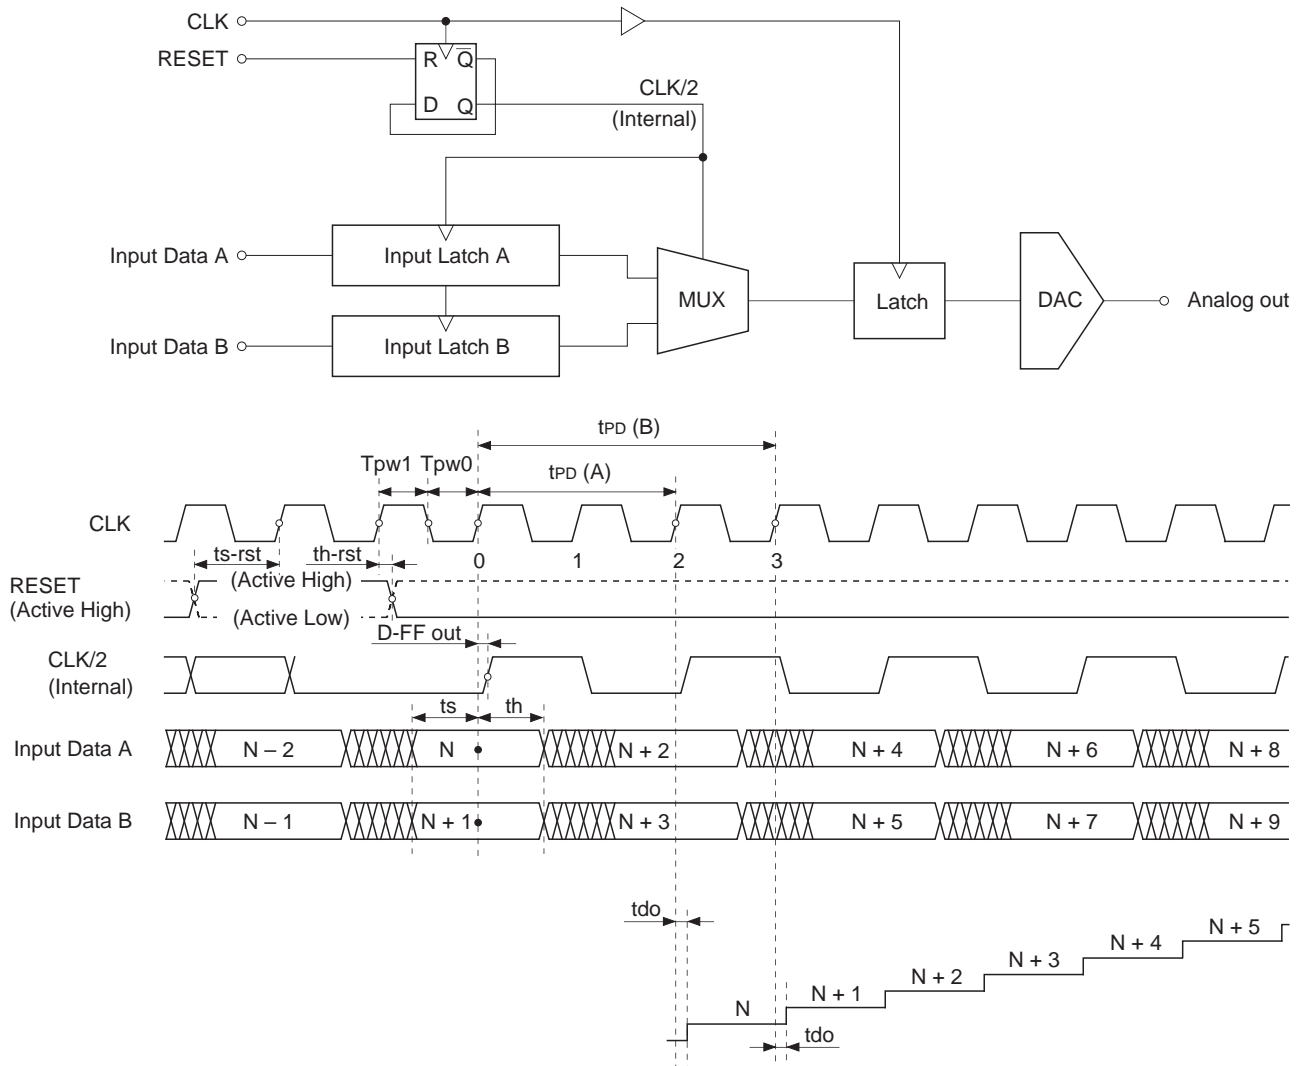 CLK
RESET
R Q
D Q
CLK/2
(Internal)
Input Data A
Input Latch A
MUX
Latch
DAC
Analog out
Input Data B
Input Latch B
tPD (B)
Tpw1 Tpw0
tPD (A)
CLK
ts-rst th-rst 0 1 2 3
RESET
(Active High)
(Active High)
(Active Low)
D-FF out
CLK/2
(Internal)
ts th
Input Data A N – 2 N N + 2 N + 4 N + 6 N + 8
Input Data B N – 1 N + 1 N + 3 N + 5 N + 7 N + 9
tdo
N N + 1 N + 2 N + 3 N + 4 N + 5
tdo